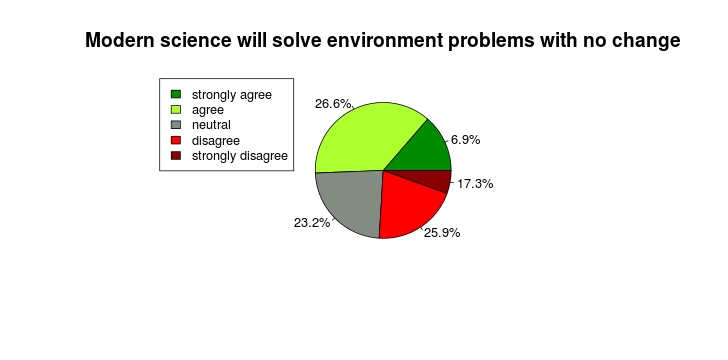 Modern science will solve environment problems with no change
strongly agree
agree
neutral
disagree
strongly disagree
26.6%
6.9%
17.3%
23.2%
25.9%